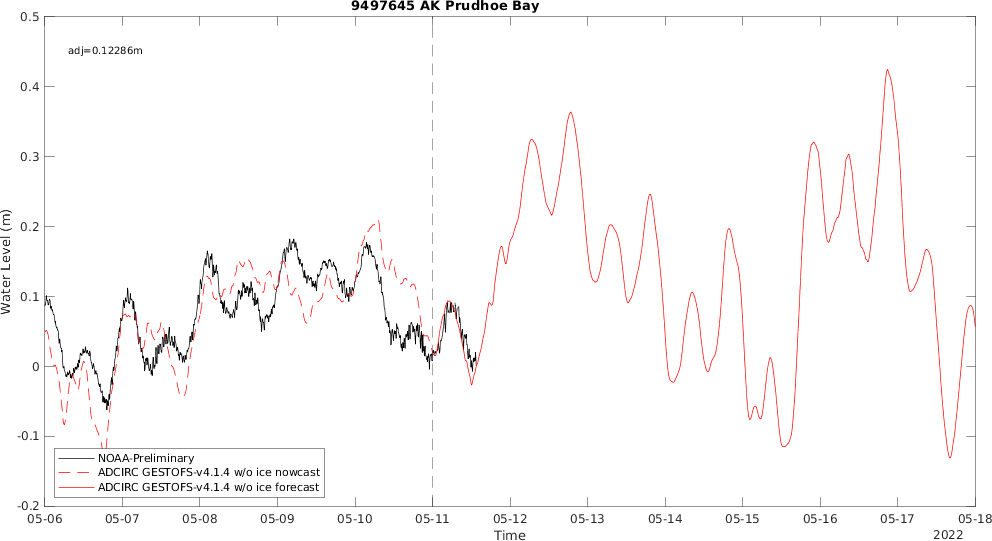 9497645 AK Prudhoe Bay
0.5
adj=0.12286m
0.4
0.3
0.2
Water Level (m)
0.1
0
-0.1
NOAA-Preliminary
ADCIRC GESTOFS-v4.1.4 w/o ice nowcast
ADCIRC GESTOFS-v4.1.4 w/o ice forecast
-0.2
05-06 05-07 05-08 05-09 05-10 05-11 05-12 05-13 05-14 05-15 05-16 05-17 05-18
Time
2022